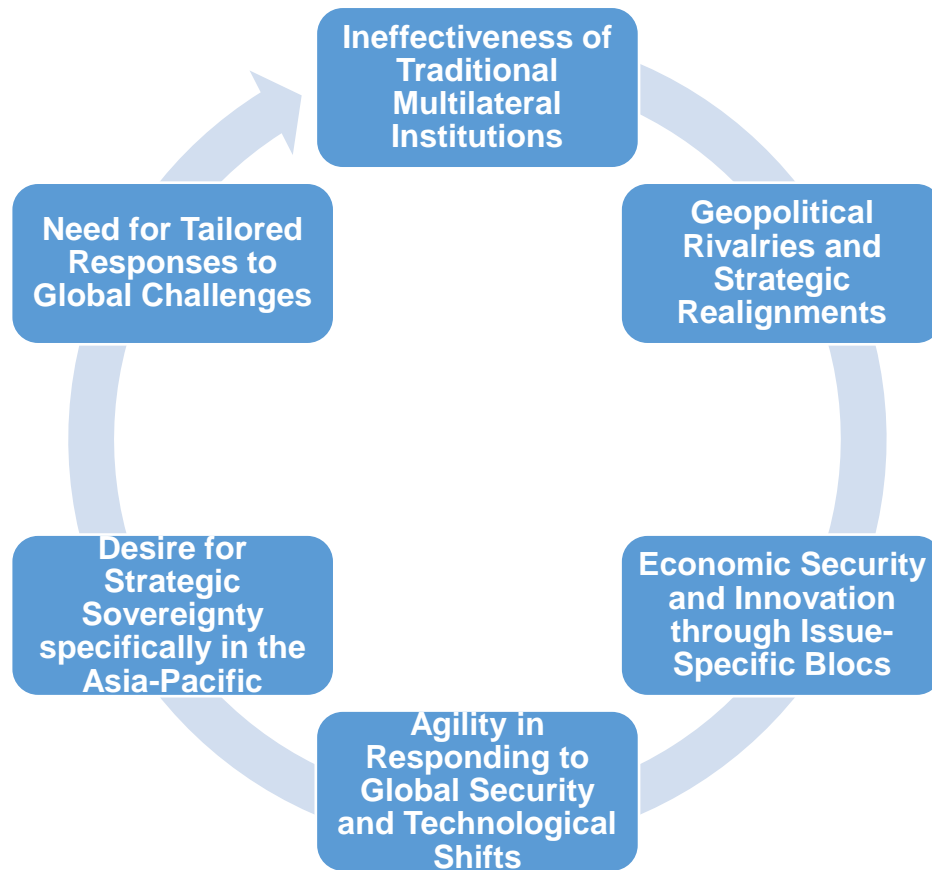 Ineffectiveness of
Traditional
Multilateral
Institutions
Geopolitical
Rivalries and
Strategic
Realignments
Economic Security
and Innovation
through Issue-
Specific Blocs
Agility in
Responding to
Global Security
and Technological
Shifts
Desire for
Strategic
Sovereignty
specifically in the
Asia-Pacific
Need for Tailored
Responses to
Global Challenges